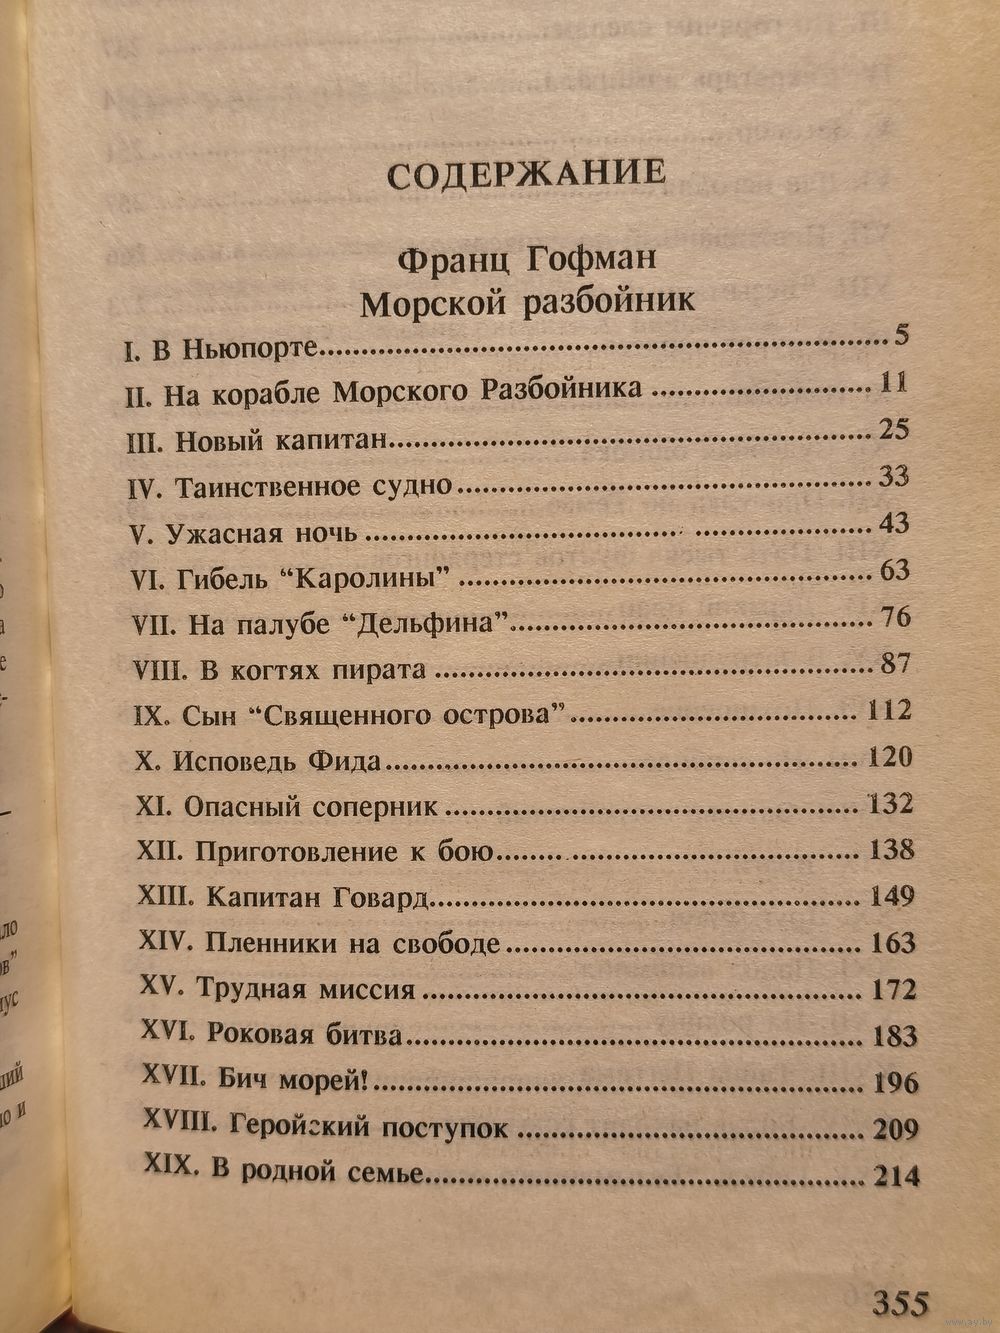 СОДЕРЖАНИЕ
Франц Гофман
Морской разбойник
I. В Ньюпорте........................................ 5
II. На корабле Морского Разбойника ........................................ 11
III. Новый капитан........................................ 25
IV. Таинственное судно........................................ 33
V. Ужасная ночь ........................................ 43
VI. Гибель “Каролины” ........................................ 63
VII. На палубе “Дельфина”........................................ 76
VIII. В когтях пирата ........................................ 87
IX. Сын “Священного острова”........................................ 112
X. Исповедь Фида........................................ 120
XI. Опасный соперник ........................................ 132
XII. Приготовление к бою........................................ 138
XIII. Капитан Говард........................................ 149
XIV. Пленники на свободе ........................................ 163
XV. Трудная миссия ........................................ 172
XVI. Роковая битва........................................ 183
XVII. Бич морей!........................................ 196
XVIII. Геройский поступок ........................................ 209
XIX. В родной семье........................................ 214
355
www.ay.by